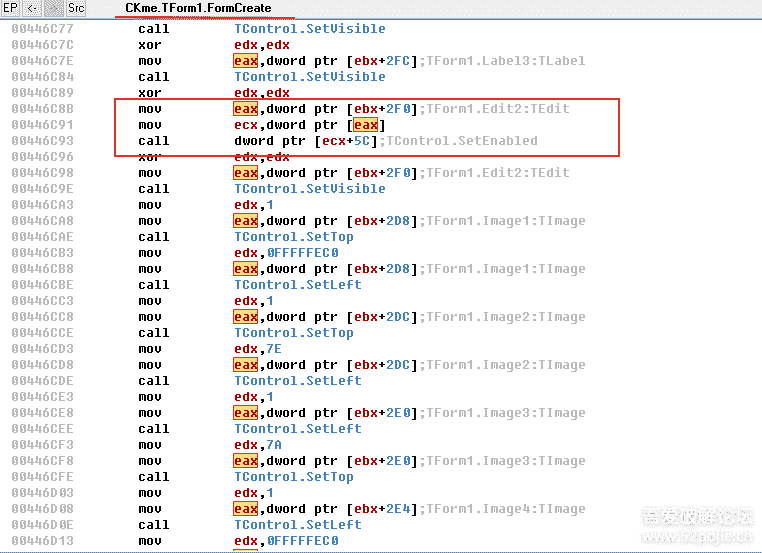 EP <- -> Src CKme.TForm1.FormCreate
00446C77 call TControl.SetVisible
00446C7C xor edx,edx
00446C7E mov eax,dword ptr [ebx+2FC];TForm1.Label3:TLabel
00446C84 call TControl.SetVisible
00446C89 xor edx,edx
00446C8B mov eax,dword ptr [ebx+2F0];TForm1.Edit2:TEdit
00446C91 mov ecx,dword ptr [eax]
00446C93 call dword ptr [ecx+5C];TControl.SetEnabled
00446C96 xor edx,edx
00446C98 mov eax,dword ptr [ebx+2F0];TForm1.Edit2:TEdit
00446C9E call TControl.SetVisible
00446CA3 mov edx,1
00446CA8 mov eax,dword ptr [ebx+2D8];TForm1.Image1:TImage
00446CAE call TControl.SetTop
00446CB3 mov edx,0FFFFFEC0
00446CB8 mov eax,dword ptr [ebx+2D8];TForm1.Image1:TImage
00446CBE call TControl.SetLeft
00446CC3 mov edx,1
00446CC8 mov eax,dword ptr [ebx+2DC];TForm1.Image2:TImage
00446CCE call TControl.SetTop
00446CD3 mov edx,7E
00446CD8 mov eax,dword ptr [ebx+2DC];TForm1.Image2:TImage
00446CDE call TControl.SetLeft
00446CE3 mov edx,1
00446CE8 mov eax,dword ptr [ebx+2E0];TForm1.Image3:TImage
00446CEE call TControl.SetLeft
00446CF3 mov edx,7A
00446CF8 mov eax,dword ptr [ebx+2E0];TForm1.Image3:TImage
00446CFE call TControl.SetTop
00446D03 mov edx,1
00446D08 mov eax,dword ptr [ebx+2E4];TForm1.Image4:TImage
00446D0E call TControl.SetLeft
00446D13 mov edx,0FFFFFEC0
吾爱破解论坛
www.52pojie.cn